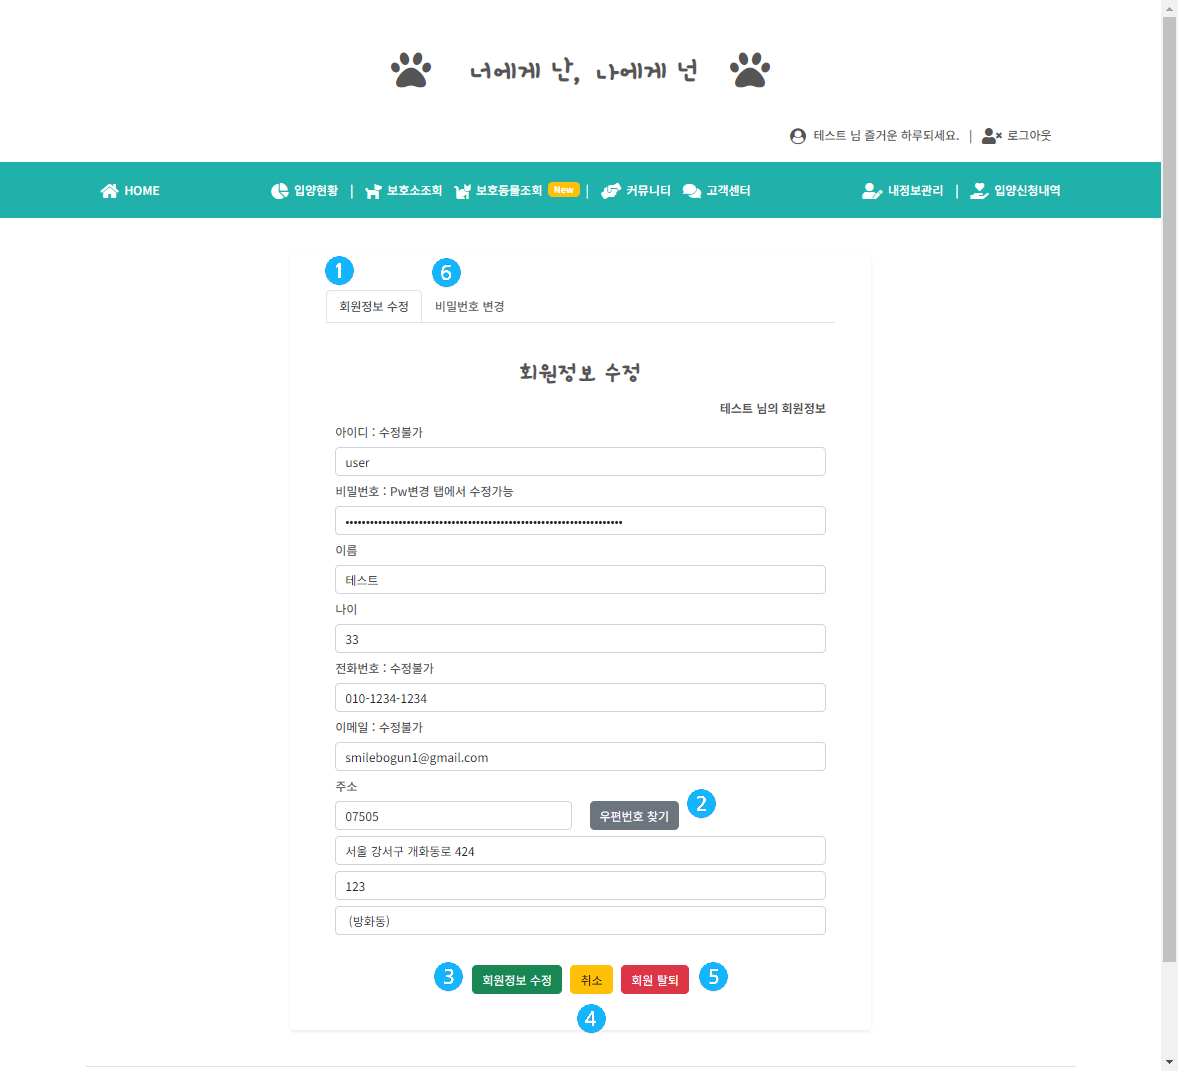 너에게 난, 나에게 넌
테스트 님 즐거운 하루되세요. | 로그아웃
HOME 입양현황 | 보호소조회 보호동물조회 New | 커뮤니티 고객센터 내정보관리 | 입양신청내역
1 6
회원정보 수정 비밀번호 변경
회원정보 수정
테스트 님의 회원정보
아이디 : 수정불가
user
비밀번호 : Pw변경 탭에서 수정가능
이름
테스트
나이
33
전화번호 : 수정불가
010-1234-1234
이메일 : 수정불가
smilebogun1@gmail.com
주소
07505 우편번호 찾기 2
서울 강서구 개화동로 424
123
(방화동)
3 회원정보 수정 취소 회원 탈퇴 5
4